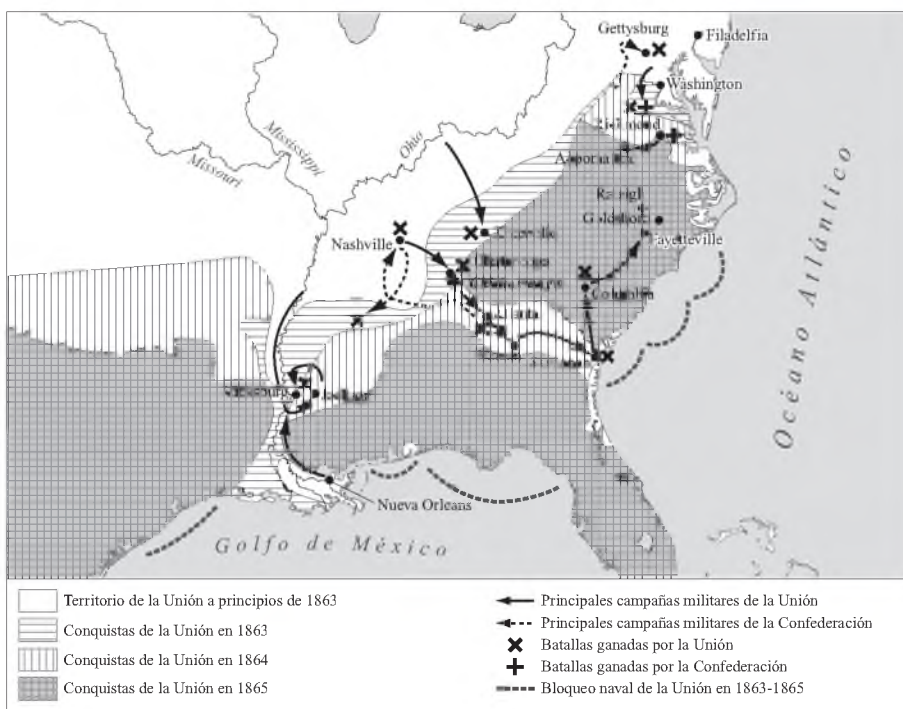 Gettysburg
Filadelfia
Washington
Ohio
Mississippi
Missouri
Nashville
Fayetteville
Columbia
Nueva Orleans
Golfo de México
Océano Atlántico
Territorio de la Unión a principios de 1863
Conquistas de la Unión en 1863
Conquistas de la Unión en 1864
Conquistas de la Unión en 1865
Principales campañas militares de la Unión
Principales campañas militares de la Confederación
Batallas ganadas por la Unión
Batallas ganadas por la Confederación
Bloqueo naval de la Unión en 1863-1865